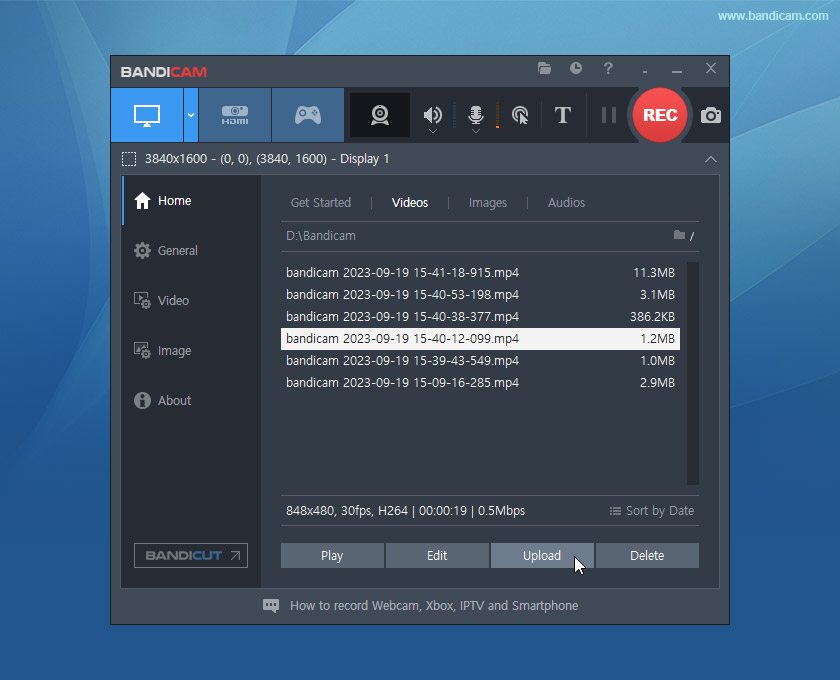 www.bandicam.com
BANDICAM
?
HDMI
T
REC
3840x1600 - (0, 0), (3840, 1600) - Display 1
Home
General
Video
Image
About
BANDICUT
Get Started | Videos | Images | Audios
D:\Bandicam /
bandicam 2023-09-19 15-41-18-915.mp4 11.3MB
bandicam 2023-09-19 15-40-53-198.mp4 3.1MB
bandicam 2023-09-19 15-40-38-377.mp4 386.2KB
bandicam 2023-09-19 15-40-12-099.mp4 1.2MB
bandicam 2023-09-19 15-39-43-549.mp4 1.0MB
bandicam 2023-09-19 15-09-16-285.mp4 2.9MB
848x480, 30fps, H264 | 00:00:19 | 0.5Mbps Sort by Date
Play Edit Upload Delete
How to record Webcam, Xbox, IPTV and Smartphone